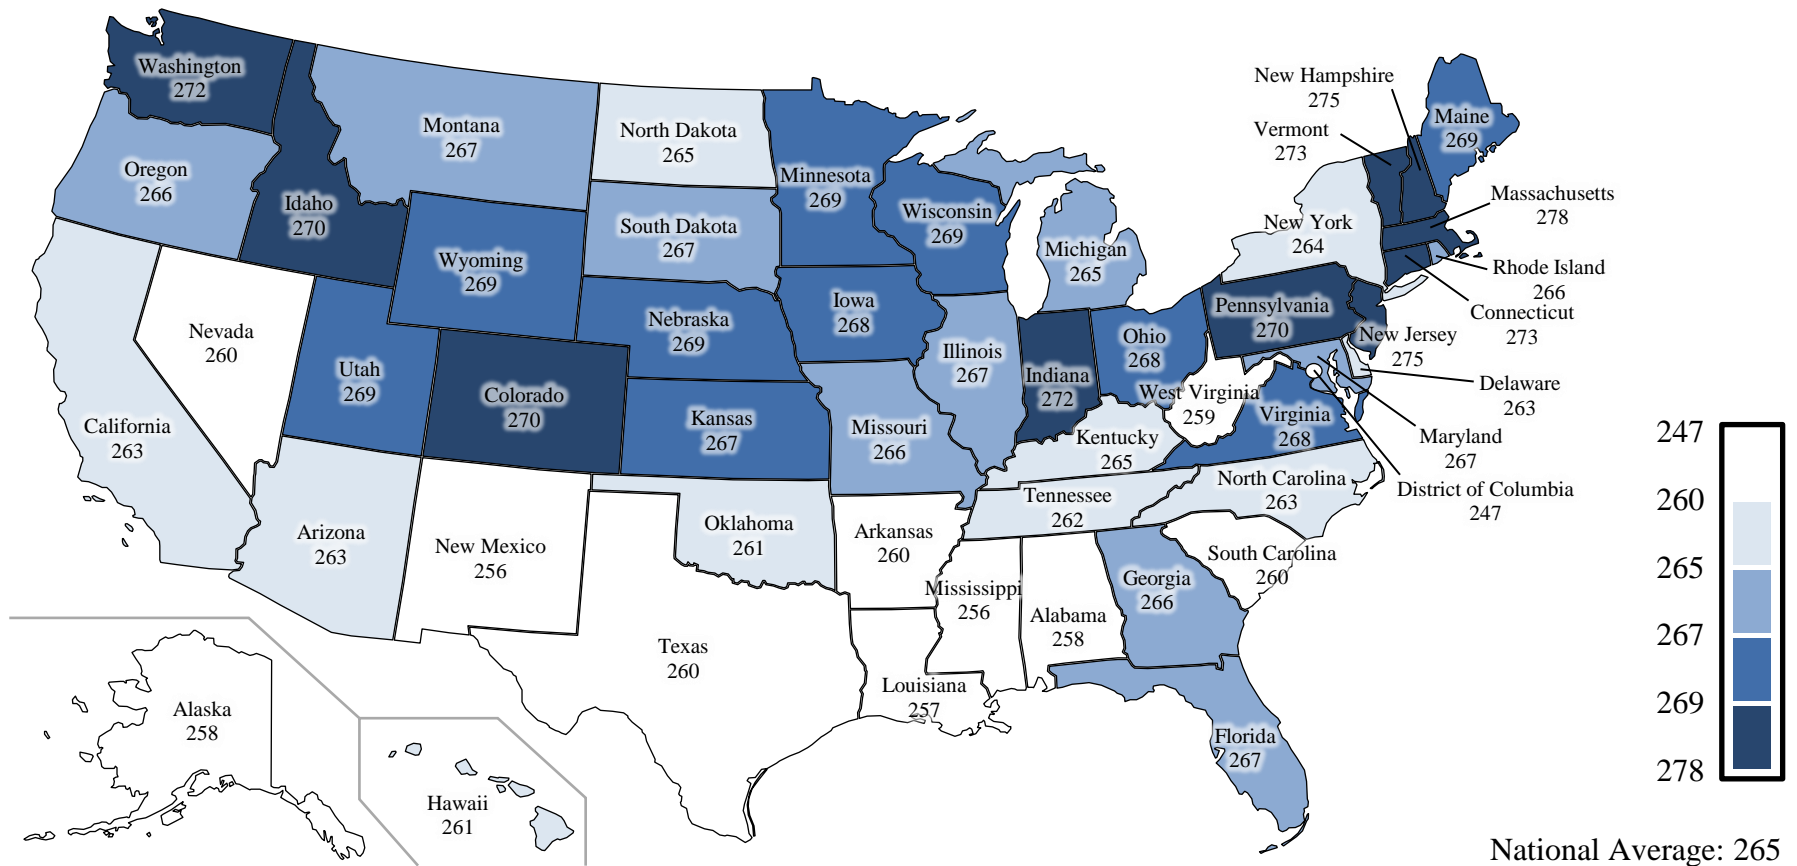 Washington
272
Oregon
266
California
263
Nevada
260
Idaho
270
Montana
267
Wyoming
269
Utah
269
Colorado
270
Arizona
263
New Mexico
256
North Dakota
265
South Dakota
267
Nebraska
269
Kansas
267
Oklahoma
261
Texas
260
Minnesota
269
Iowa
268
Missouri
266
Arkansas
260
Louisiana
257
Wisconsin
269
Illinois
267
Michigan
265
Indiana
272
Ohio
268
Kentucky
265
Tennessee
262
Mississippi
256
Alabama
258
Georgia
266
Florida
267
South Carolina
260
North Carolina
263
Virginia
268
West Virginia
259
Pennsylvania
270
New York
264
Vermont
273
New Hampshire
275
Maine
269
Massachusetts
278
Rhode Island
266
Connecticut
273
New Jersey
275
Delaware
263
Maryland
267
District of Columbia
247
Alaska
258
Hawaii
261
247
260
265
267
269
278
National Average: 265